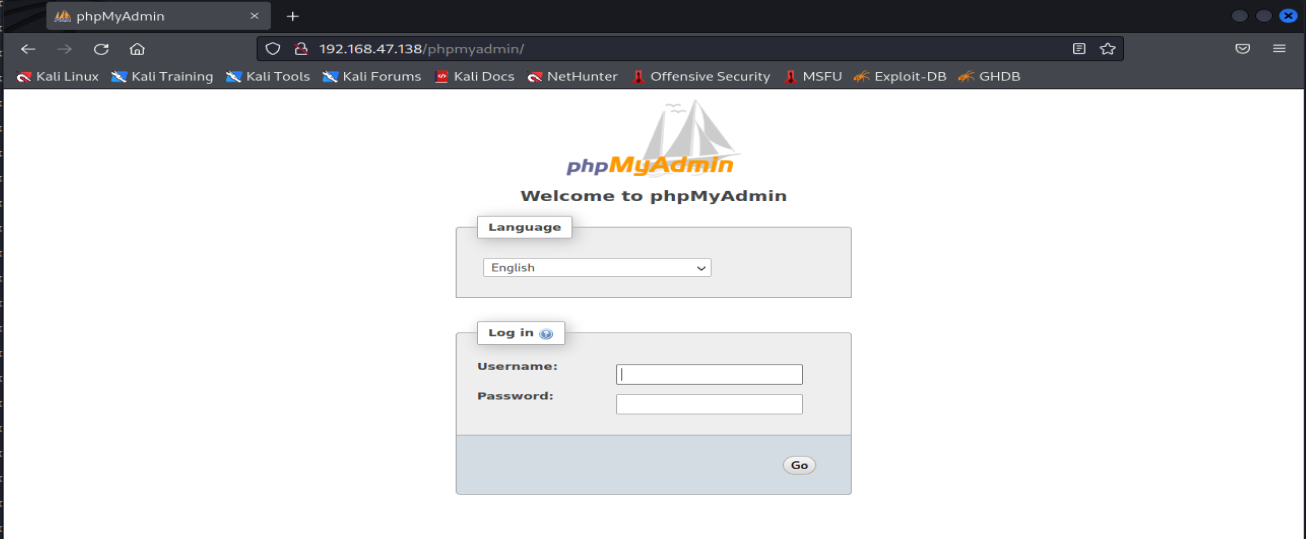 phpMyAdmin
192.168.47.138/phpmyadmin/
Kali Linux Kali Training Kali Tools Kali Forums Kali Docs NetHunter Offensive Security MSFU Exploit-DB GHDB
phpMyAdmin
Welcome to phpMyAdmin
Language
English
Log in
Username:
Password:
Go